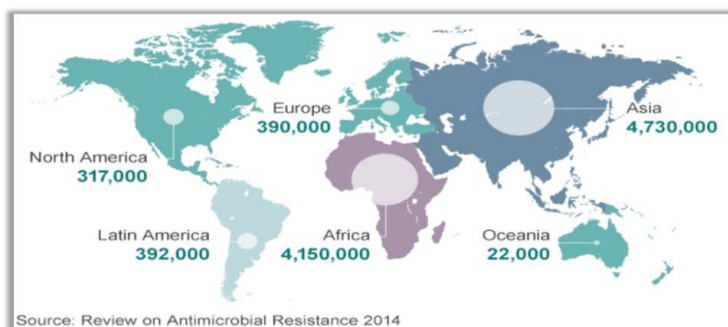 Europe
390,000
Asia
4,730,000
North America
317,000
Latin America
392,000
Africa
4,150,000
Oceania
22,000
Source: Review on Antimicrobial Resistance 2014